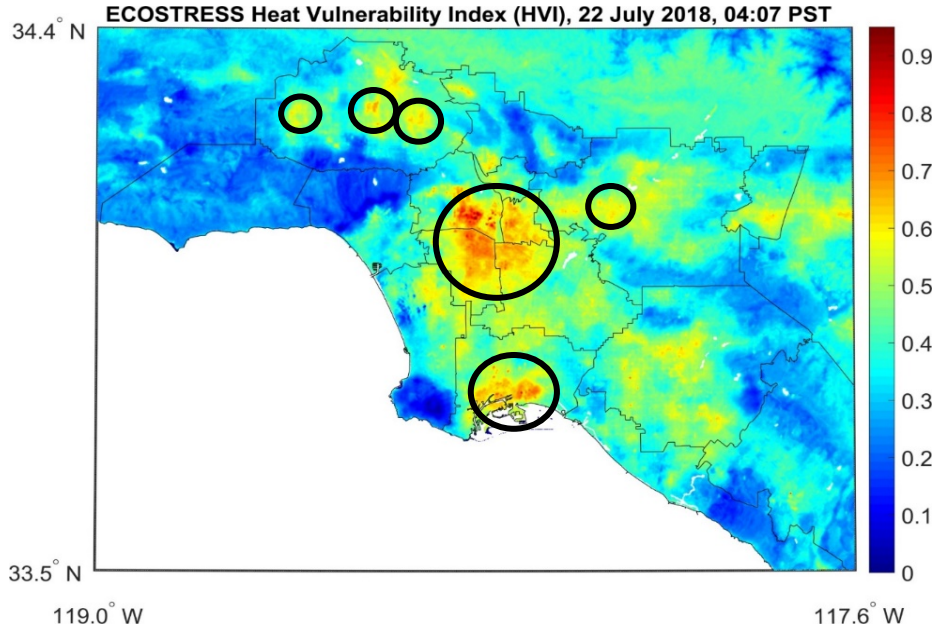 ECOSTRESS Heat Vulnerability Index (HVI), 22 July 2018, 04:07 PST
34.4° N
0.9
0.8
0.7
0.6
0.5
0.4
0.3
0.2
0.1
0
33.5° N
119.0° W
117.6° W